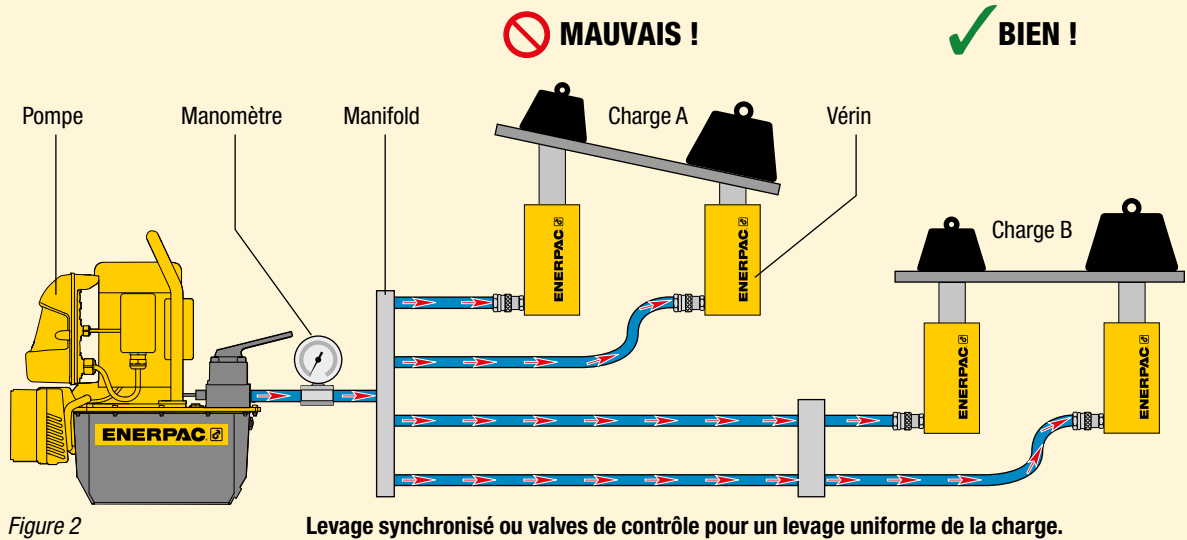 MAUVAIS !
BIEN !
Pompe
Manomètre
Manifold
Charge A
Vérin
Charge B
ENERPAC
ENERPAC
ENERPAC
ENERPAC
ENERPAC
Figure 2
Levage synchronisé ou valves de contrôle pour un levage uniforme de la charge.